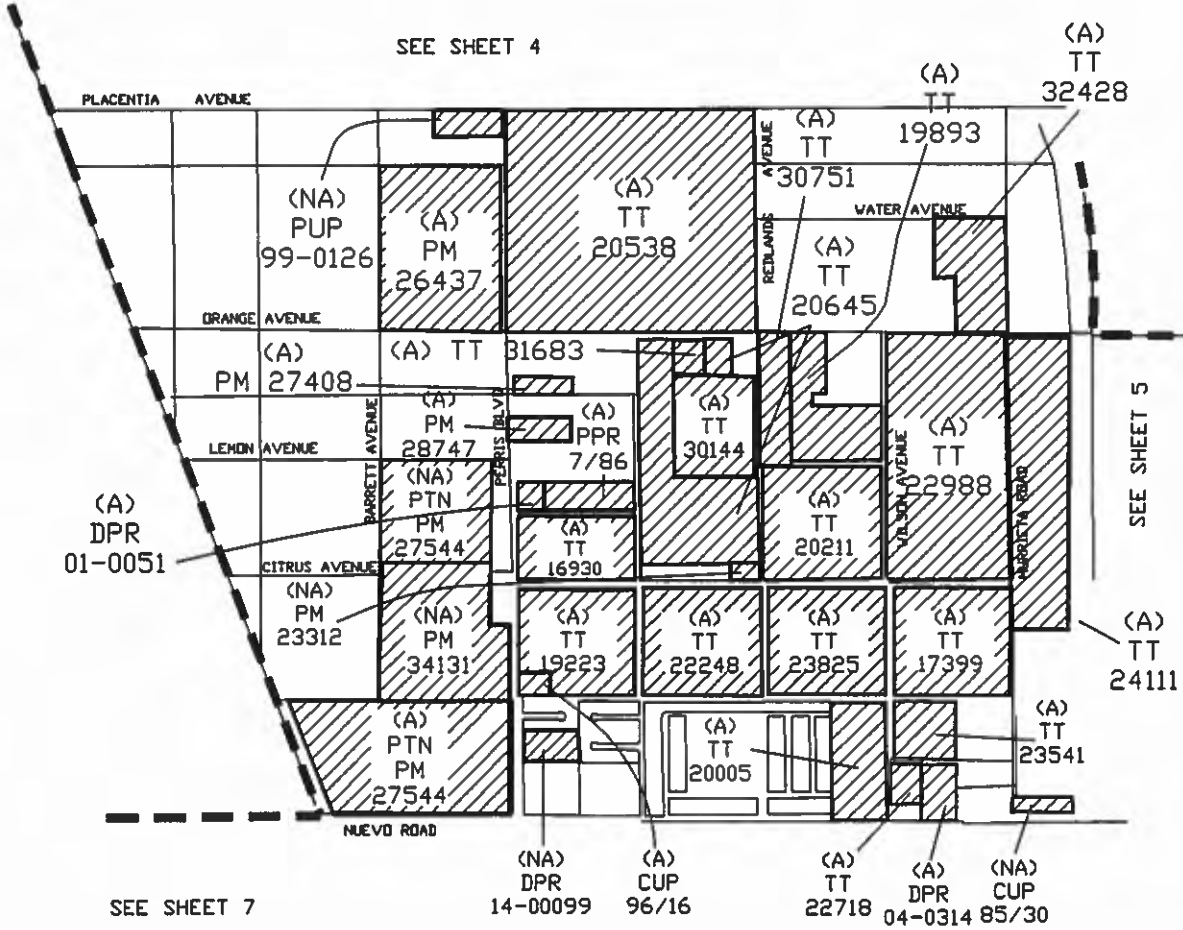 SEE SHEET 4
(A)
TT
32428
(A)
TT
19893
PLACENTIA AVENUE
(A)
TT
30751
REDLANDS AVENUE
(NA)
PUP
99-0126
(A)
PM
26437
(A)
TT
20538
WATER AVENUE
(A)
TT
20645
ORANGE AVENUE
(A)
PM 27408
(A) TT 31683
(A)
PM
28747
PERRIS BLVD
(A)
PPR
7/86
(A)
TT
30144
BARRETT AVENUE
LEMON AVENUE
(NA)
PTN
PM
27544
WILSON AVENUE
(A)
TT
22988
MURRIETA ROAD
SEE SHEET 5
(A)
DPR
01-0051
(A)
TT
16930
(A)
TT
20211
CITRUS AVENUE
(NA)
PM
23312
(NA)
PM
34131
(A)
TT
19223
(A)
TT
22248
(A)
TT
23825
(A)
TT
17399
(A)
TT
24111
(A)
PTN
PM
27544
(A)
TT
20005
(A)
TT
23541
NUEVO ROAD
(NA)
DPR
14-00099
(A)
CUP
96/16
(A)
TT
22718
(A)
DPR
04-0314
(NA)
CUP
85/30
SEE SHEET 7